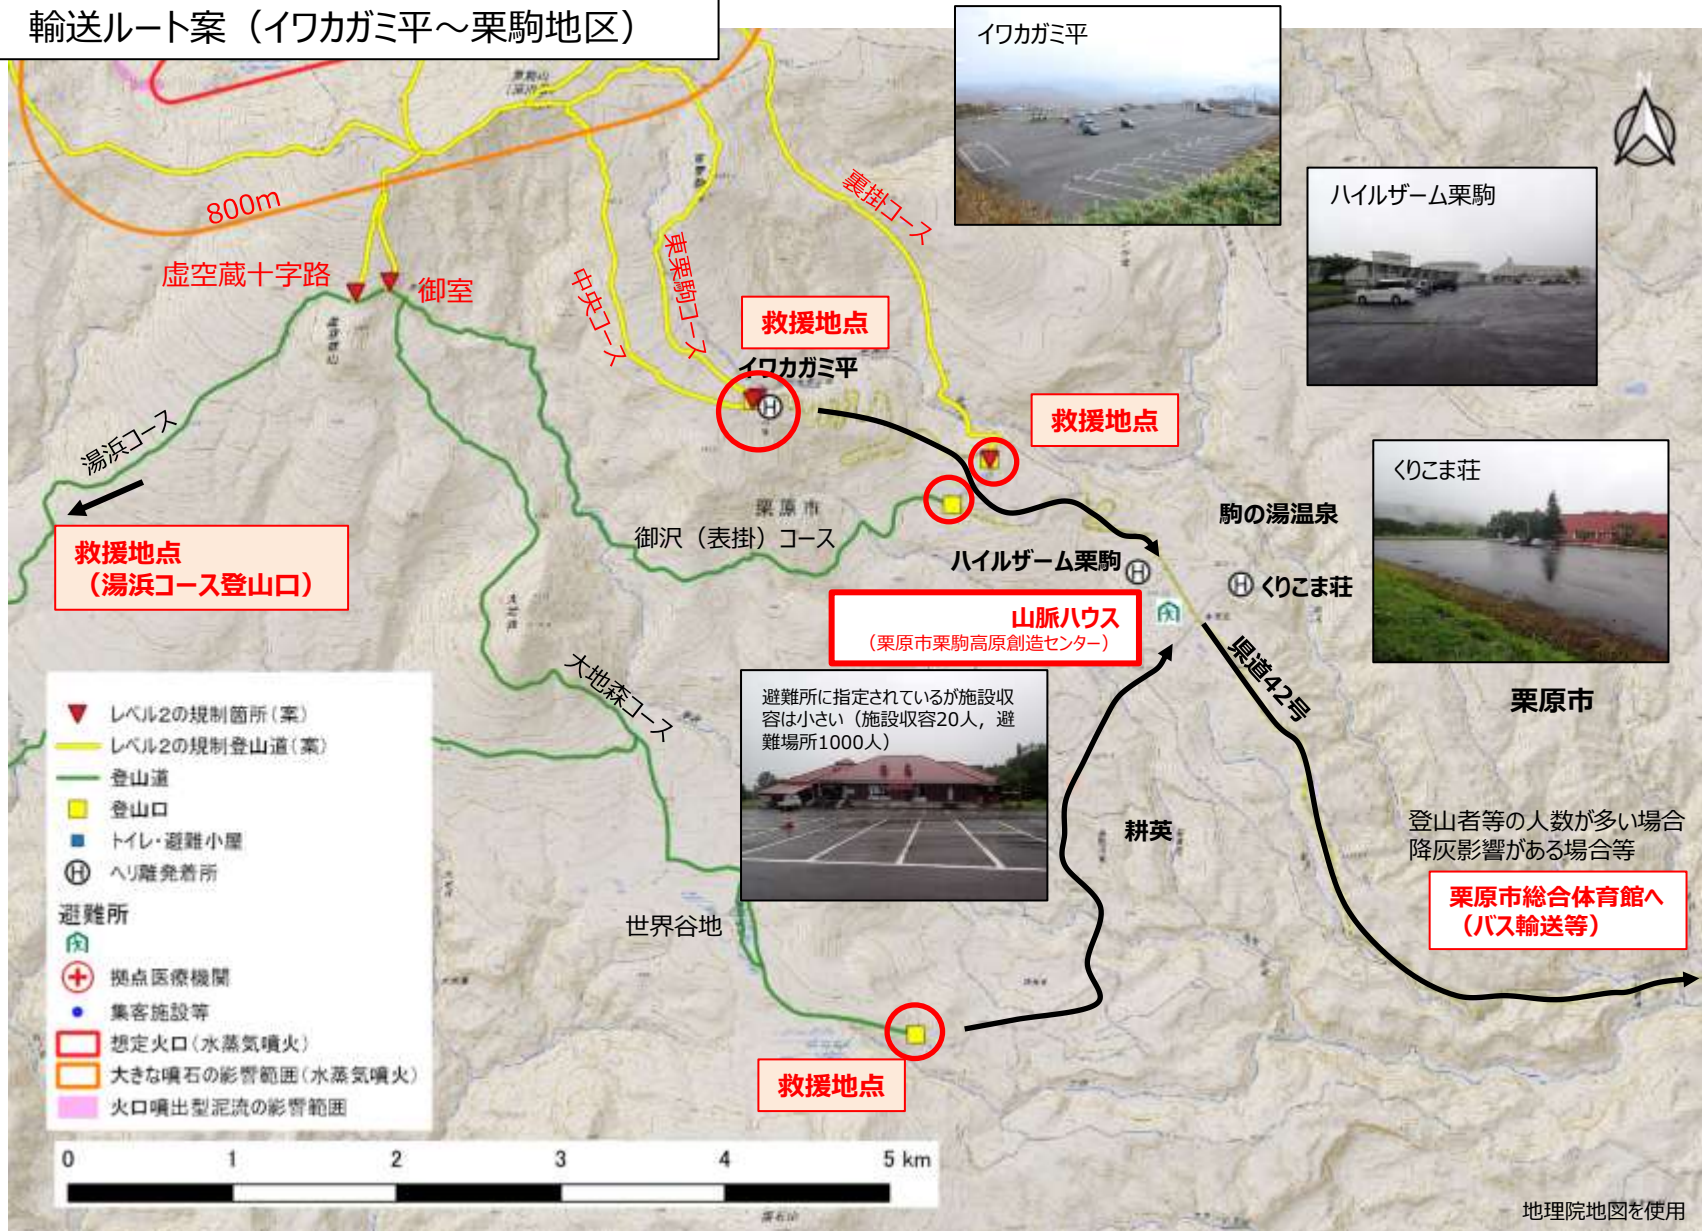 輸送ルート案（イワカガミ平～栗駒地区）
イワカガミ平
N
ハイルザーム栗駒
800m
裏掛コース
東栗駒コース
中央コース
虚空蔵十字路
御室
救援地点
イワカガミ平
救援地点
湯浜コース
くりこま荘
栗原市
駒の湯温泉
御沢（表掛）コース
救援地点
（湯浜コース登山口）
ハイルザーム栗駒
くりこま荘
山脈ハウス
（栗原市栗駒高原創造センター）
県道42号
大地森コース
避難所に指定されているが施設収
容は小さい（施設収容20人，避
難場所1000人）
栗原市
レベル2の規制箇所(案)
レベル2の規制登山道(案)
登山道
登山口
トイレ・避難小屋
ヘリ離発着所
避難所
拠点医療機関
集客施設等
想定火口(水蒸気噴火)
大きな噴石の影響範囲(水蒸気噴火)
火口噴出型泥流の影響範囲
耕英
登山者等の人数が多い場合
降灰影響がある場合等
栗原市総合体育館へ
（バス輸送等）
世界谷地
救援地点
0 1 2 3 4 5 km
地理院地図を使用